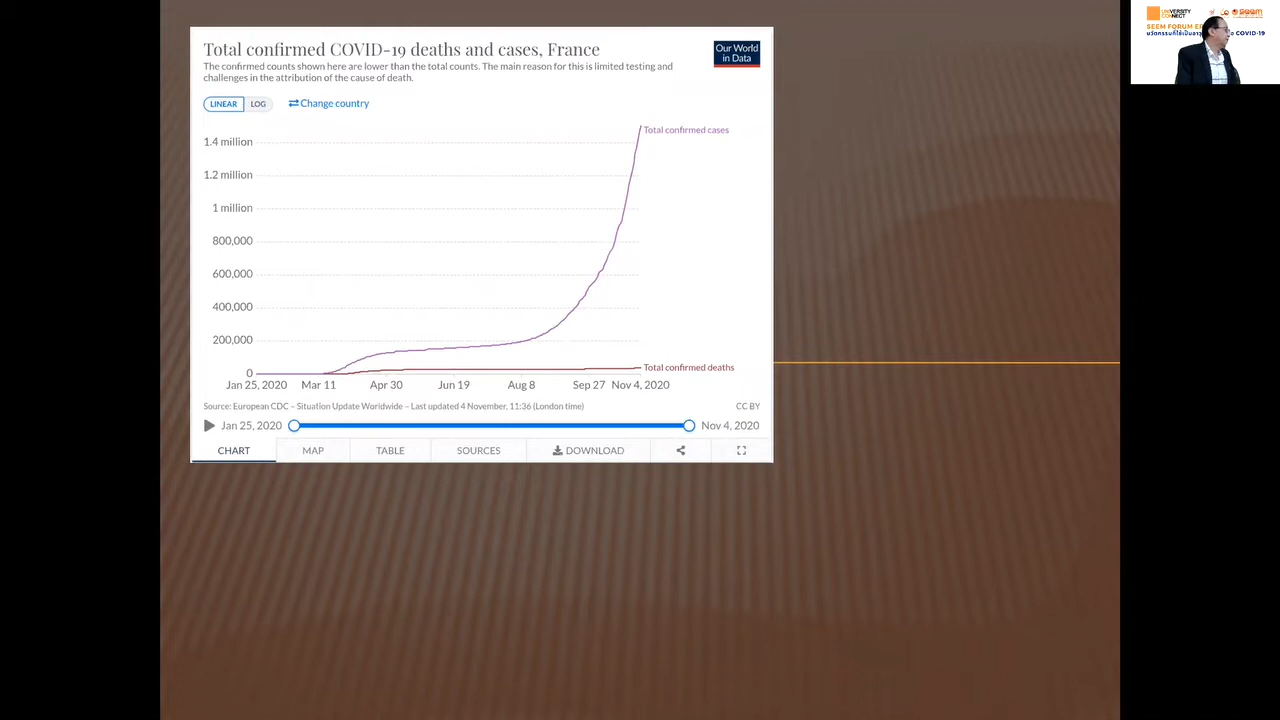 Total confirmed COVID-19 deaths and cases, France
The confirmed counts shown here are lower than the total counts. The main reason for this is limited testing and
challenges in the attribution of the cause of death.
Our World
in Data
LINEAR LOG
Change country
Total confirmed cases
1.4 million
1.2 million
1 million
800,000
600,000
400,000
200,000
0
Total confirmed deaths
Jan 25, 2020 Mar 11 Apr 30 Jun 19 Aug 8 Sep 27 Nov 4, 2020
Source: European CDC – Situation Update Worldwide – Last updated 4 November, 11:36 (London time)
CC BY
Jan 25, 2020
Nov 4, 2020
CHART MAP TABLE SOURCES DOWNLOAD
UNIVERSITY
CONNECT
SEEM FORUM
COVID-19